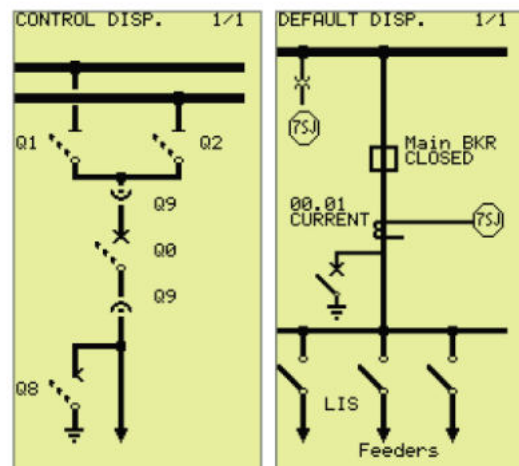 CONTROL DISP. 1/1
Q1
Q2
Q9
Q0
Q9
Q8
DEFAULT DISP. 1/1
7SJ
Main BKR
CLOSED
00.01
CURRENT
7SJ
LIS
Feeders